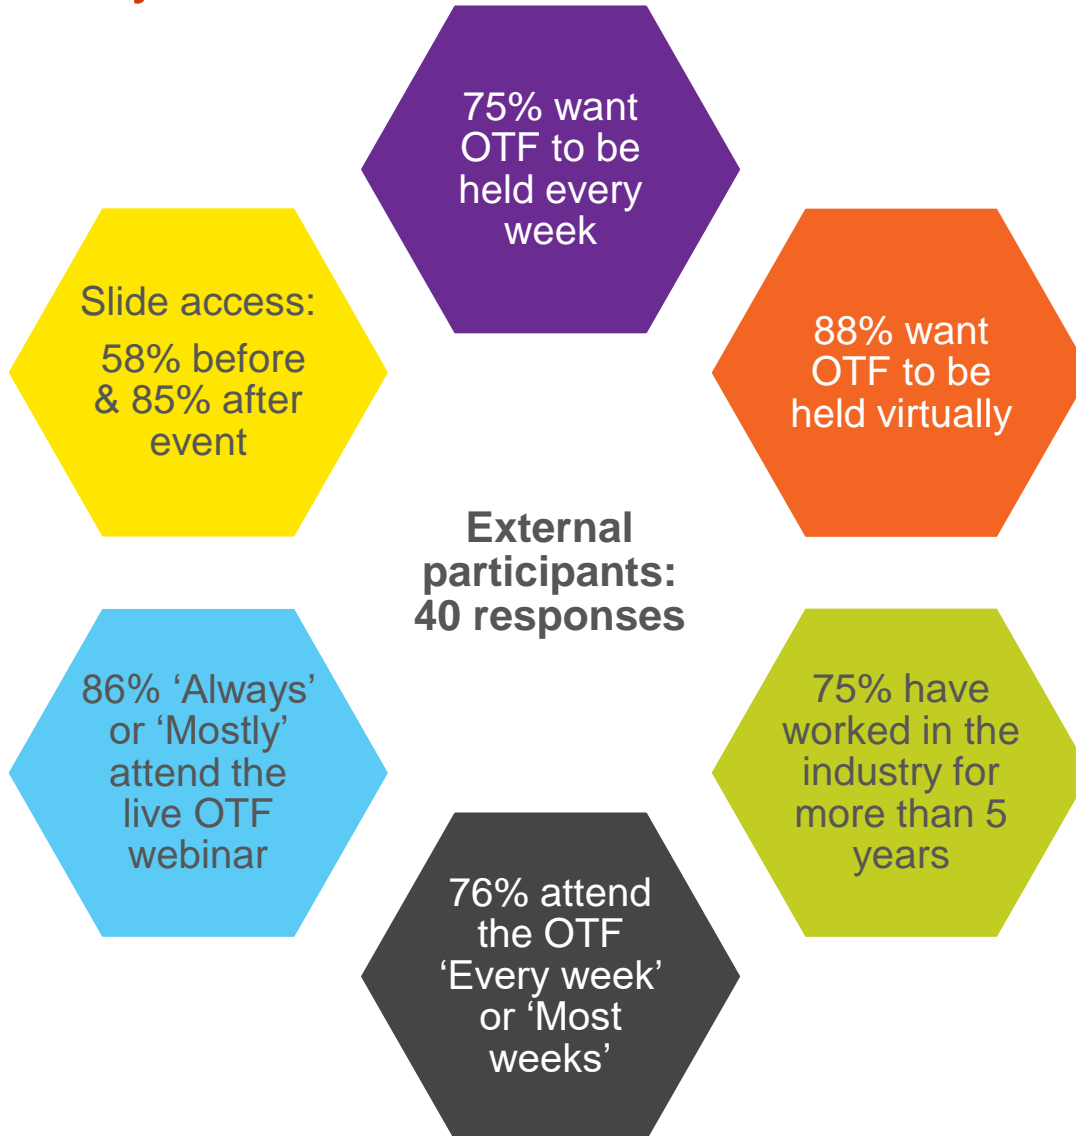 75% want
OTF to be
held every
week
Slide access:
58% before
& 85% after
event
88% want
OTF to be
held virtually
External
participants:
40 responses
86% ‘Always’
or ‘Mostly’
attend the
live OTF
webinar
75% have
worked in the
industry for
more than 5
years
76% attend
the OTF
‘Every week’
or ‘Most
weeks’